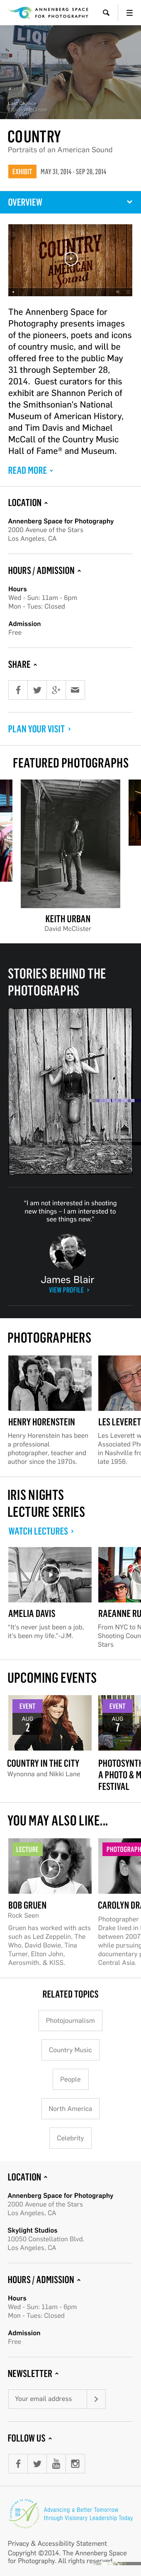 ANNENBERG SPACE
FOR PHOTOGRAPHY
LIQU
COUNTRY
Portraits of an American Sound
EXHIBIT MAY 31, 2014 - SEP 28, 2014
OVERVIEW
COUNTRY
AMERICAN
Sound
The Annenberg Space for
Photography presents images
of the pioneers, poets and icons
of country music, and will be
offered free to the public May
31 through September 28,
2014. Guest curators for this
exhibit are Shannon Perich of
the Smithsonian's National
Museum of American History,
and Tim Davis and Michael
McCall of the Country Music
Hall of Fame® and Museum.
READ MORE
LOCATION
Annenberg Space for Photography
2000 Avenue of the Stars
Los Angeles, CA
HOURS / ADMISSION
Hours
Wed - Sun: 11am - 6pm
Mon - Tues: Closed
Admission
Free
SHARE
PLAN YOUR VISIT
FEATURED PHOTOGRAPHS
KEITH URBAN
David McClister
STORIES BEHIND THE
PHOTOGRAPHS
"I am not interested in shooting
new things – I am interested to
see things new."
James Blair
VIEW PROFILE
PHOTOGRAPHERS
HENRY HORENSTEIN
Henry Horenstein has been
a professional
photographer, teacher and
author since the 1970s.
LES LEVERET
Les Leverett w
Associated Ph
in Nashville fr
late 1956.
IRIS NIGHTS
LECTURE SERIES
WATCH LECTURES
AMELIA DAVIS
"It's never just been a job,
it's been my life."-J.M.
RAEANNE RU
From NYC to N
Shooting Coun
Stars
UPCOMING EVENTS
EVENT
AUG
2
COUNTRY IN THE CITY
Wynonna and Nikki Lane
EVENT
AUG
7
PHOTOSYNTH
A PHOTO & M
FESTIVAL
YOU MAY ALSO LIKE...
LECTURE
BOB GRUEN
Rock Seen
Gruen has worked with acts
such as Led Zeppelin, The
Who, David Bowie, Tina
Turner, Elton John,
Aerosmith, & KISS.
PHOTOGRAPH
CAROLYN DRA
Photographer
Drake lived in
between 2007
while pursuing
documentary p
Central Asia.
RELATED TOPICS
Photojournalism
Country Music
People
North America
Celebrity
LOCATION
Annenberg Space for Photography
2000 Avenue of the Stars
Los Angeles, CA
Skylight Studios
10050 Constellation Blvd.
Los Angeles, CA
HOURS / ADMISSION
Hours
Wed - Sun: 11am - 6pm
Mon - Tues: Closed
Admission
Free
NEWSLETTER
Your email address
FOLLOW US
Advancing a Better Tomorrow
through Visionary Leadership Today
Privacy & Accessibility Statement
Copyright ©2014. The Annenberg Space
for Photography. All rights reserved.